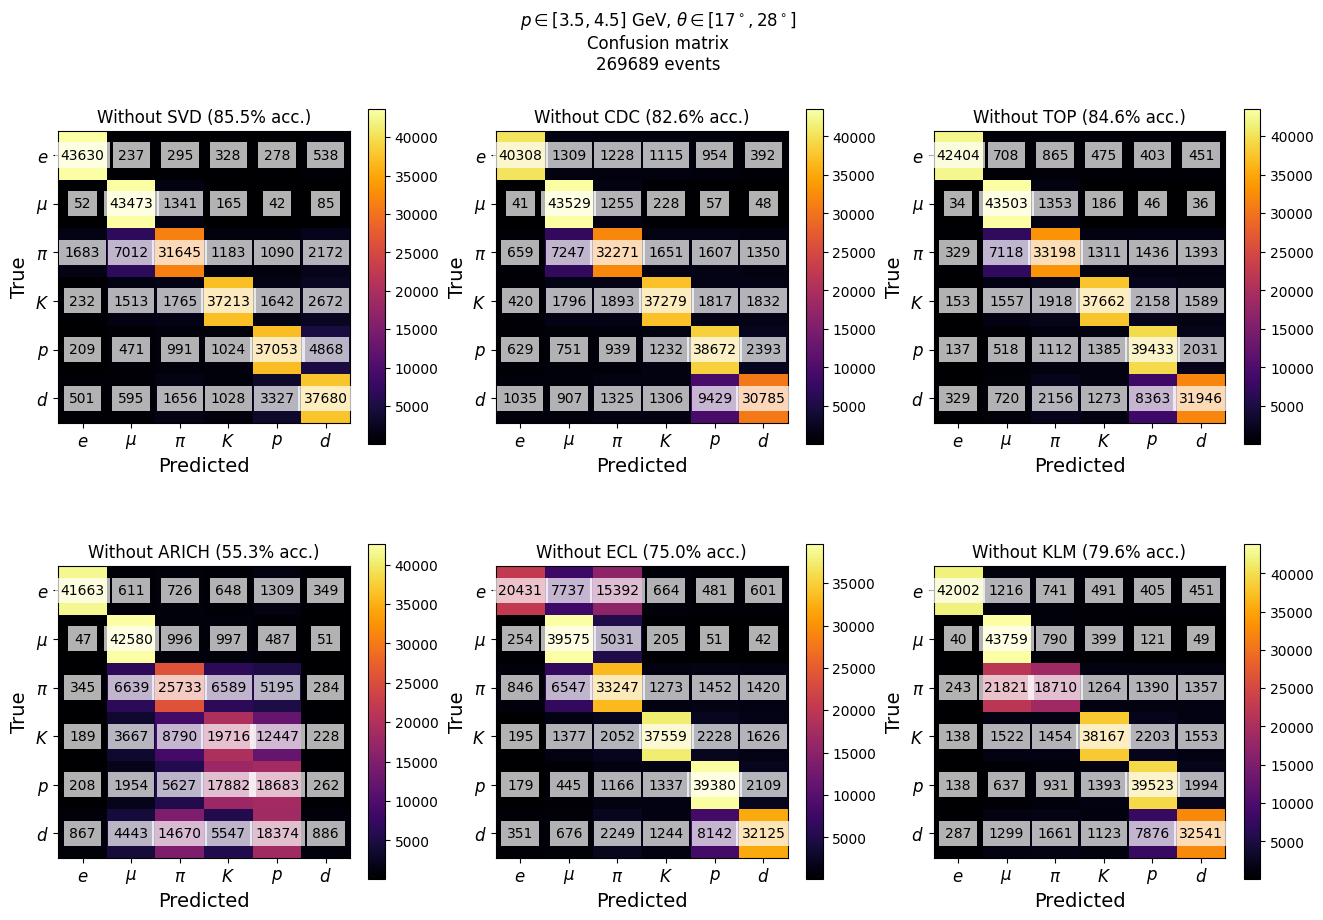 p ∈ [3.5, 4.5] GeV, θ ∈ [17°, 28°]
Confusion matrix
269689 events
Without SVD (85.5% acc.)
True
e 43630 237 295 328 278 538
μ 52 43473 1341 165 42 85
π 1683 7012 31645 1183 1090 2172
K 232 1513 1765 37213 1642 2672
p 209 471 991 1024 37053 4868
d 501 595 1656 1028 3327 37680
e μ π K p d
Predicted
40000
35000
30000
25000
20000
15000
10000
5000
Without CDC (82.6% acc.)
True
e 40308 1309 1228 1115 954 392
μ 41 43529 1255 228 57 48
π 659 7247 32271 1651 1607 1350
K 420 1796 1893 37279 1817 1832
p 629 751 939 1232 38672 2393
d 1035 907 1325 1306 9429 30785
e μ π K p d
Predicted
40000
35000
30000
25000
20000
15000
10000
5000
Without TOP (84.6% acc.)
True
e 42404 708 865 475 403 451
μ 34 43503 1353 186 46 36
π 329 7118 33198 1311 1436 1393
K 153 1557 1918 37662 2158 1589
p 137 518 1112 1385 39433 2031
d 329 720 2156 1273 8363 31946
e μ π K p d
Predicted
40000
35000
30000
25000
20000
15000
10000
5000
Without ARICH (55.3% acc.)
True
e 41663 611 726 648 1309 349
μ 47 42580 996 997 487 51
π 345 6639 25733 6589 5195 284
K 189 3667 8790 19716 12447 228
p 208 1954 5627 17882 18683 262
d 867 4443 14670 5547 18374 886
e μ π K p d
Predicted
40000
35000
30000
25000
20000
15000
10000
5000
Without ECL (75.0% acc.)
True
e 20431 7737 15392 664 481 601
μ 254 39575 5031 205 51 42
π 846 6547 33247 1273 1452 1420
K 195 1377 2052 37559 2228 1626
p 179 445 1166 1337 39380 2109
d 351 676 2249 1244 8142 32125
e μ π K p d
Predicted
35000
30000
25000
20000
15000
10000
5000
Without KLM (79.6% acc.)
True
e 42002 1216 741 491 405 451
μ 40 43759 790 399 121 49
π 243 21821 18710 1264 1390 1357
K 138 1522 1454 38167 2203 1553
p 138 637 931 1393 39523 1994
d 287 1299 1661 1123 7876 32541
e μ π K p d
Predicted
40000
35000
30000
25000
20000
15000
10000
5000